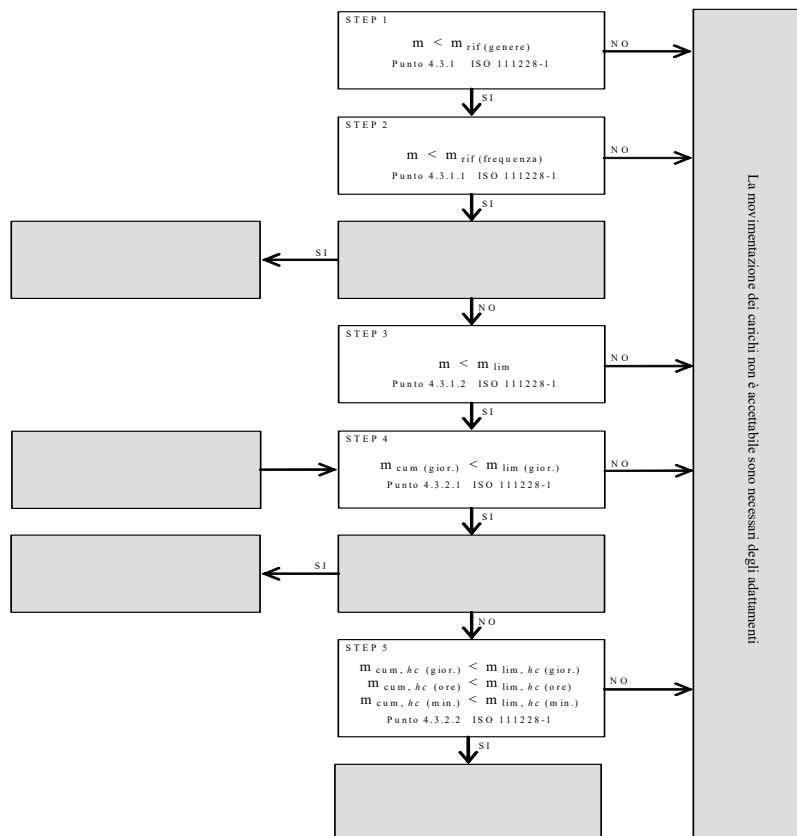 STEP 1
m < m rif (genere)
Punto 4.3.1 ISO 111228-1
NO
SI
STEP 2
m < m rif (frequenza)
Punto 4.3.1.1 ISO 111228-1
NO
SI
SI
NO
STEP 3
m < m lim
Punto 4.3.1.2 ISO 111228-1
NO
SI
STEP 4
m cum (gior.) < m lim (gior.)
Punto 4.3.2.1 ISO 111228-1
NO
SI
SI
NO
STEP 5
m cum, hc (gior.) < m lim, hc (gior.)
m cum, hc (ore) < m lim, hc (ore)
m cum, hc (min.) < m lim, hc (min.)
Punto 4.3.2.2 ISO 111228-1
NO
SI
La movimentazione dei carichi non è accettabile sono necessari degli adattamenti